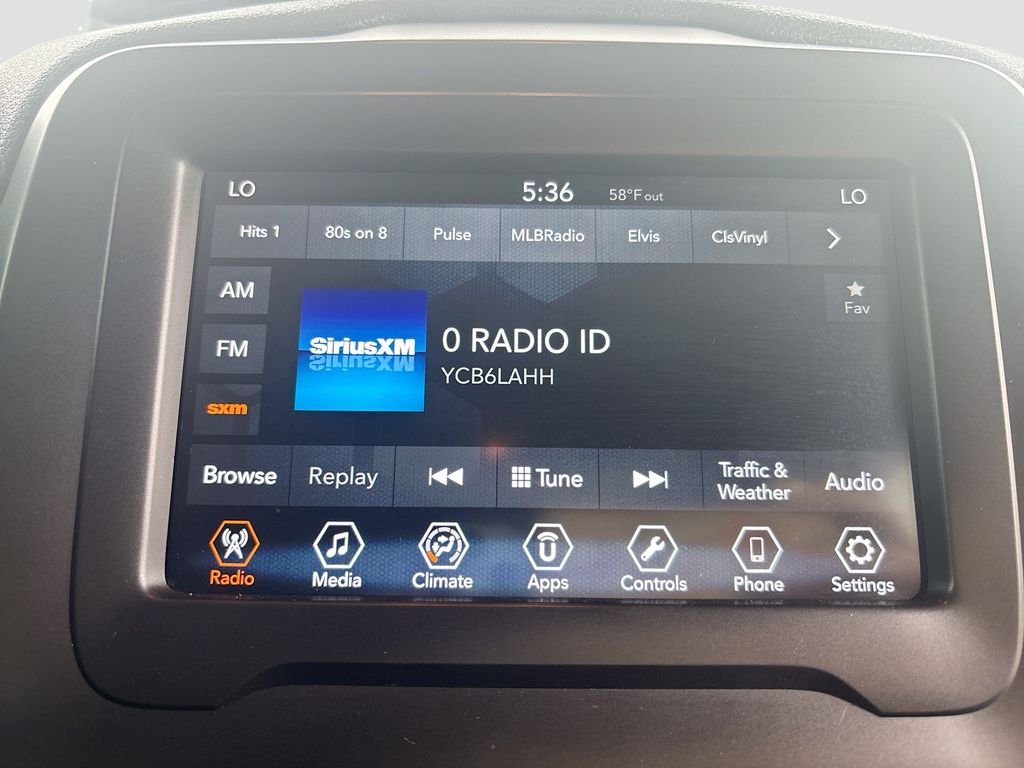 LO 5:36 58°F out LO
Hits 1 80s on 8 Pulse MLBRadio Elvis ClsVinyl
AM
Fav
SiriusXM
0 RADIO ID
FM
YCB6LAHH
sxm
Browse Replay Tune Traffic & Weather Audio
Radio Media Climate Apps Controls Phone Settings